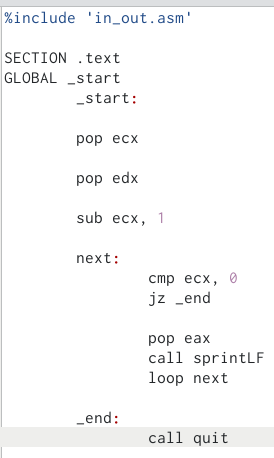 %include 'in_out.asm'
SECTION .text
GLOBAL _start
_start:
pop ecx
pop edx
sub ecx, 1
next:
cmp ecx, 0
jz _end
pop eax
call sprintLF
loop next
_end:
call quit